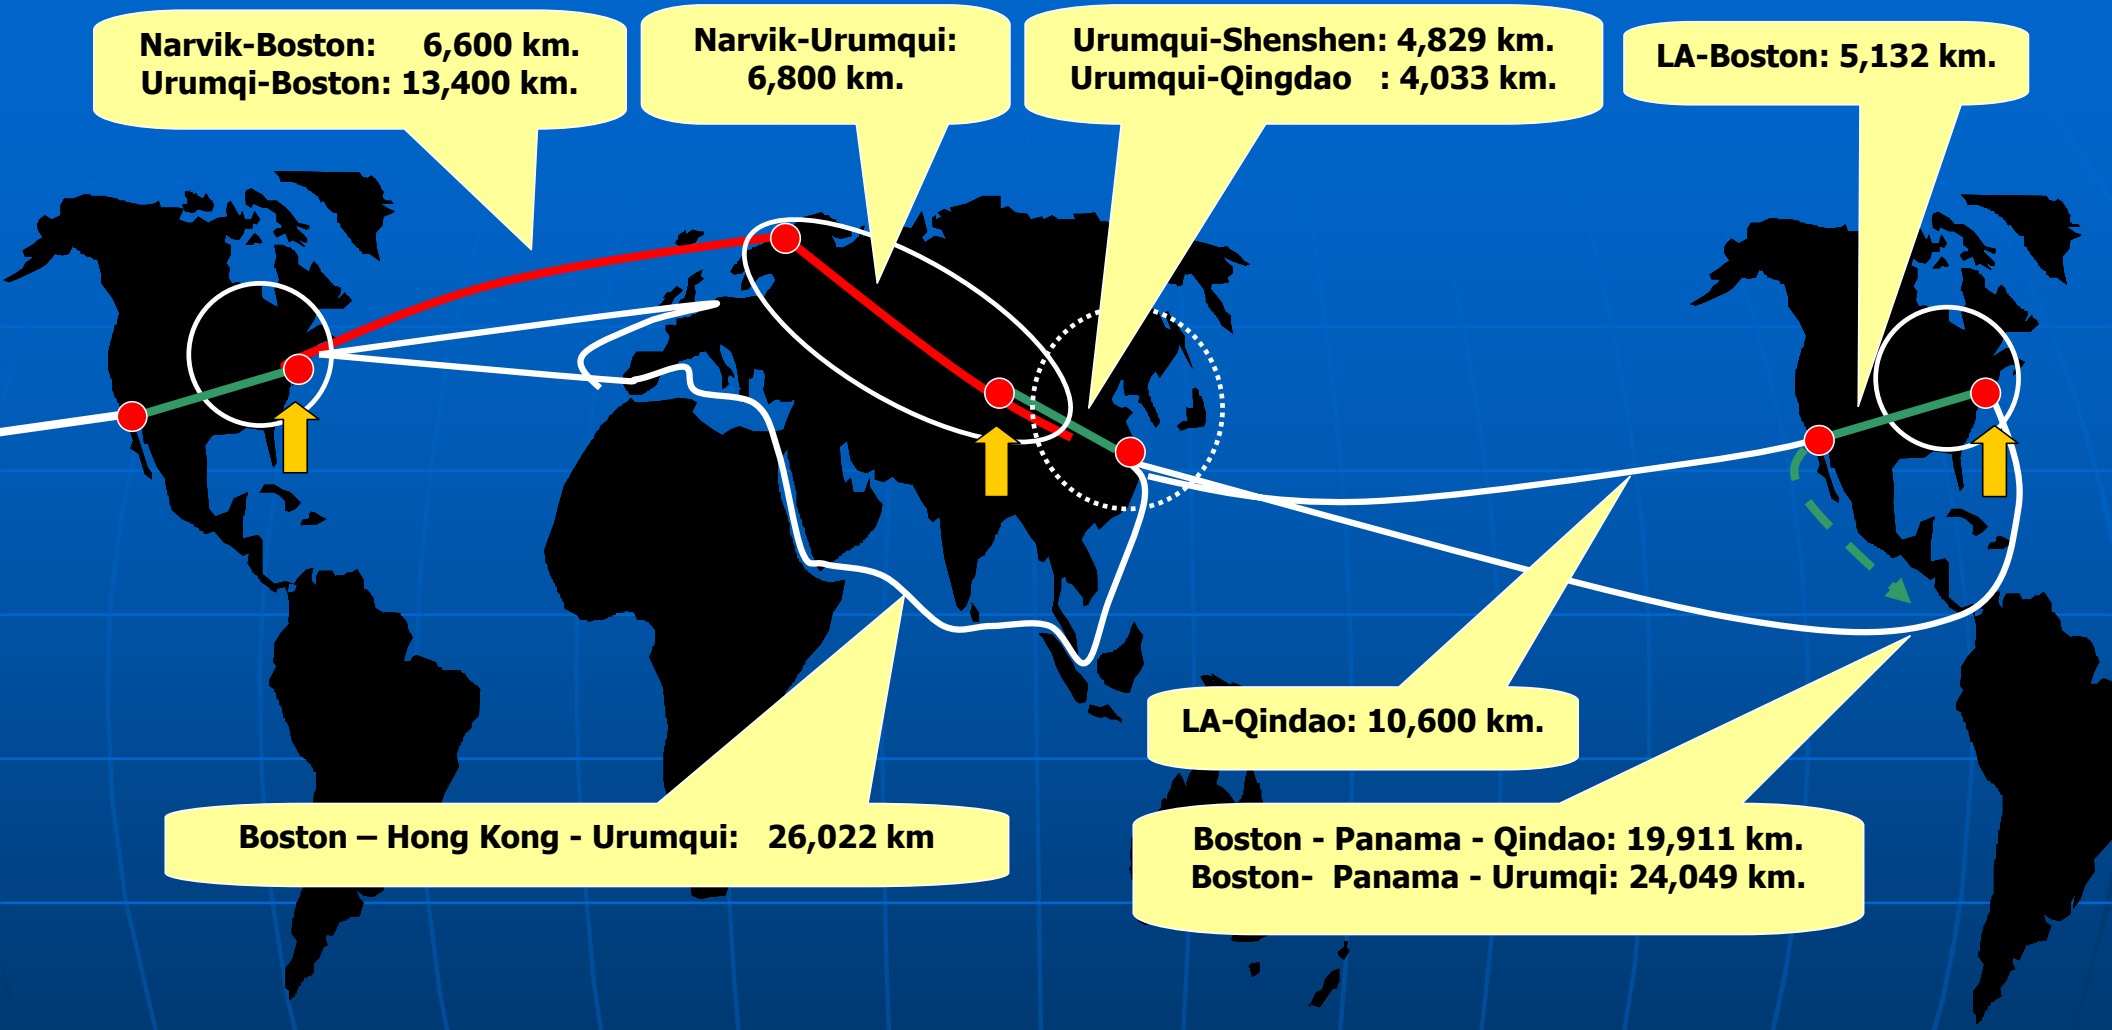 Narvik-Boston: 6,600 km.
Urumqi-Boston: 13,400 km.
Narvik-Urumqui:
6,800 km.
Urumqui-Shenshen: 4,829 km.
Urumqui-Qingdao : 4,033 km.
LA-Boston: 5,132 km.
LA-Qindao: 10,600 km.
Boston – Hong Kong - Urumqui: 26,022 km
Boston - Panama - Qindao: 19,911 km.
Boston- Panama - Urumqi: 24,049 km.